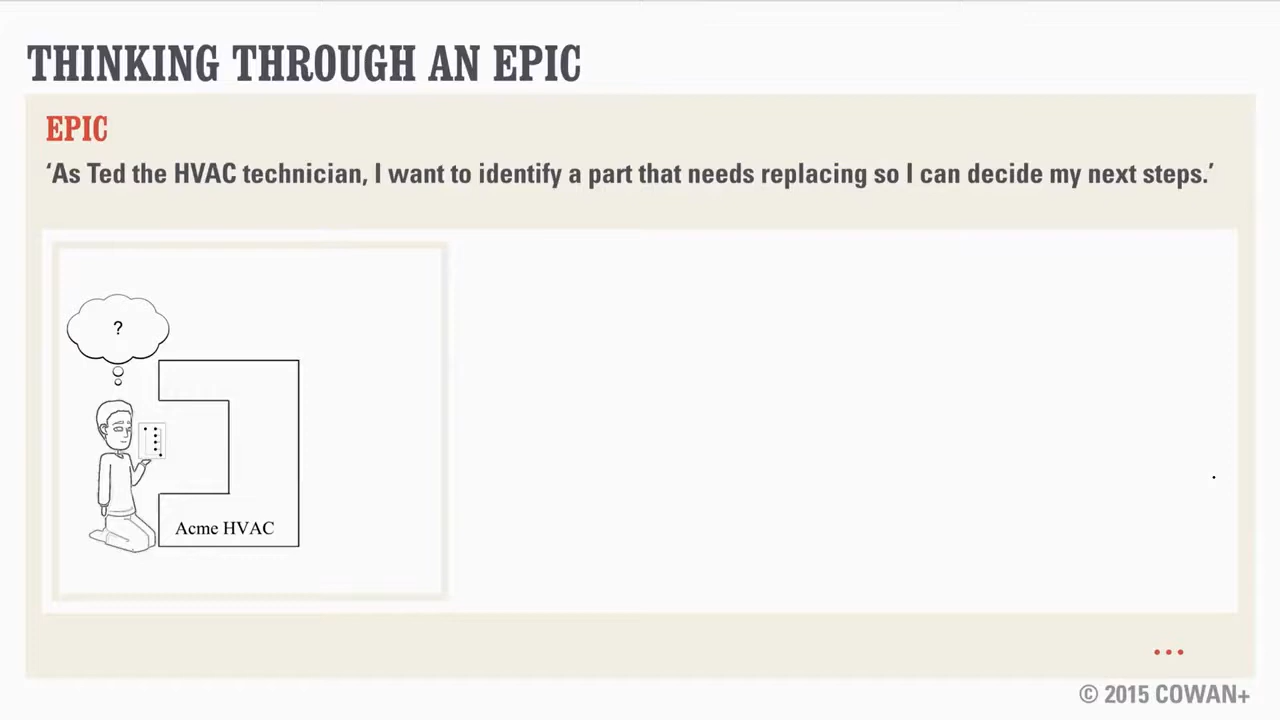 THINKING THROUGH AN EPIC
EPIC
‘As Ted the HVAC technician, I want to identify a part that needs replacing so I can decide my next steps.’
?
Acme HVAC
...
© 2015 COWAN+